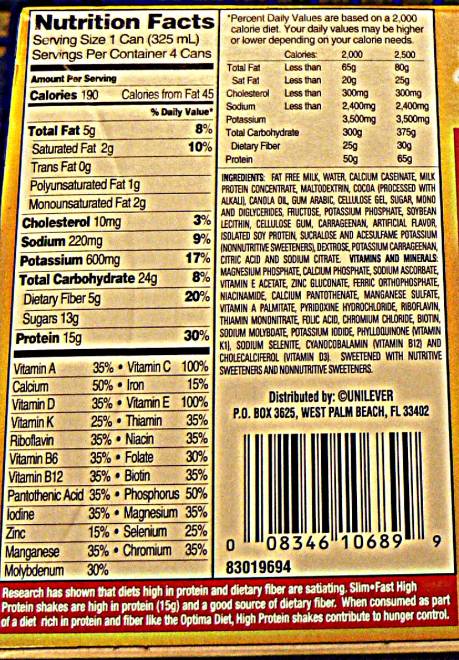 Nutrition Facts
Serving Size 1 Can (325 mL)
Servings Per Container 4 Cans
Amount Per Serving
Calories 190 Calories from Fat 45
% Daily Value*
Total Fat 5g 8%
Saturated Fat 2g 10%
Trans Fat 0g
Polyunsaturated Fat 1g
Monounsaturated Fat 2g
Cholesterol 10mg 3%
Sodium 220mg 9%
Potassium 600mg 17%
Total Carbohydrate 24g 8%
Dietary Fiber 5g 20%
Sugars 13g
Protein 15g 30%
Vitamin A 35% • Vitamin C 100%
Calcium 50% • Iron 15%
Vitamin D 35% • Vitamin E 100%
Vitamin K 25% • Thiamin 35%
Riboflavin 35% • Niacin 35%
Vitamin B6 35% • Folate 30%
Vitamin B12 35% • Biotin 35%
Pantothenic Acid 35% • Phosphorus 50%
Iodine 35% • Magnesium 35%
Zinc 15% • Selenium 25%
Manganese 35% • Chromium 35%
Molybdenum 30%
*Percent Daily Values are based on a 2,000
calorie diet. Your daily values may be higher
or lower depending on your calorie needs.
Calories: 2,000 2,500
Total Fat Less than 65g 80g
Sat Fat Less than 20g 25g
Cholesterol Less than 300mg 300mg
Sodium Less than 2,400mg 2,400mg
Potassium 3,500mg 3,500mg
Total Carbohydrate 300g 375g
Dietary Fiber 25g 30g
Protein 50g 65g
INGREDIENTS: FAT FREE MILK, WATER, CALCIUM CASEINATE, MILK
PROTEIN CONCENTRATE, MALTODEXTRIN, COCOA (PROCESSED WITH
ALKALI), CANOLA OIL, GUM ARABIC, CELLULOSE GEL, SUGAR, MONO
AND DIGLYCERIDES, FRUCTOSE, POTASSIUM PHOSPHATE, SOYBEAN
LECITHIN, CELLULOSE GUM, CARRAGEENAN, ARTIFICIAL FLAVOR,
ISOLATED SOY PROTEIN, SUCRALOSE AND ACESULFAME POTASSIUM
(NONNUTRITIVE SWEETENERS), DEXTROSE, POTASSIUM CARRAGEENAN,
CITRIC ACID AND SODIUM CITRATE. VITAMINS AND MINERALS:
MAGNESIUM PHOSPHATE, CALCIUM PHOSPHATE, SODIUM ASCORBATE,
VITAMIN E ACETATE, ZINC GLUCONATE, FERRIC ORTHOPHOSPHATE,
NIACINAMIDE, CALCIUM PANTOTHENATE, MANGANESE SULFATE,
VITAMIN A PALMITATE, PYRIDOXINE HYDROCHLORIDE, RIBOFLAVIN,
THIAMIN MONONITRATE, FOLIC ACID, CHROMIUM CHLORIDE, BIOTIN,
SODIUM MOLYBDATE, POTASSIUM IODIDE, PHYLLOQUINONE (VITAMIN
K1), SODIUM SELENITE, CYANOCOBALAMIN (VITAMIN B12) AND
CHOLECALCIFEROL (VITAMIN D3). SWEETENED WITH NUTRITIVE
SWEETENERS AND NONNUTRITIVE SWEETENERS.
Distributed by: ©UNILEVER
P.O. BOX 3625, WEST PALM BEACH, FL 33402
0 08346 10689 9
83019694
Research has shown that diets high in protein and dietary fiber are satiating. Slim•Fast High
Protein shakes are high in protein (15g) and a good source of dietary fiber. When consumed as part
of a diet rich in protein and fiber like the Optima Diet, High Protein shakes contribute to hunger control.